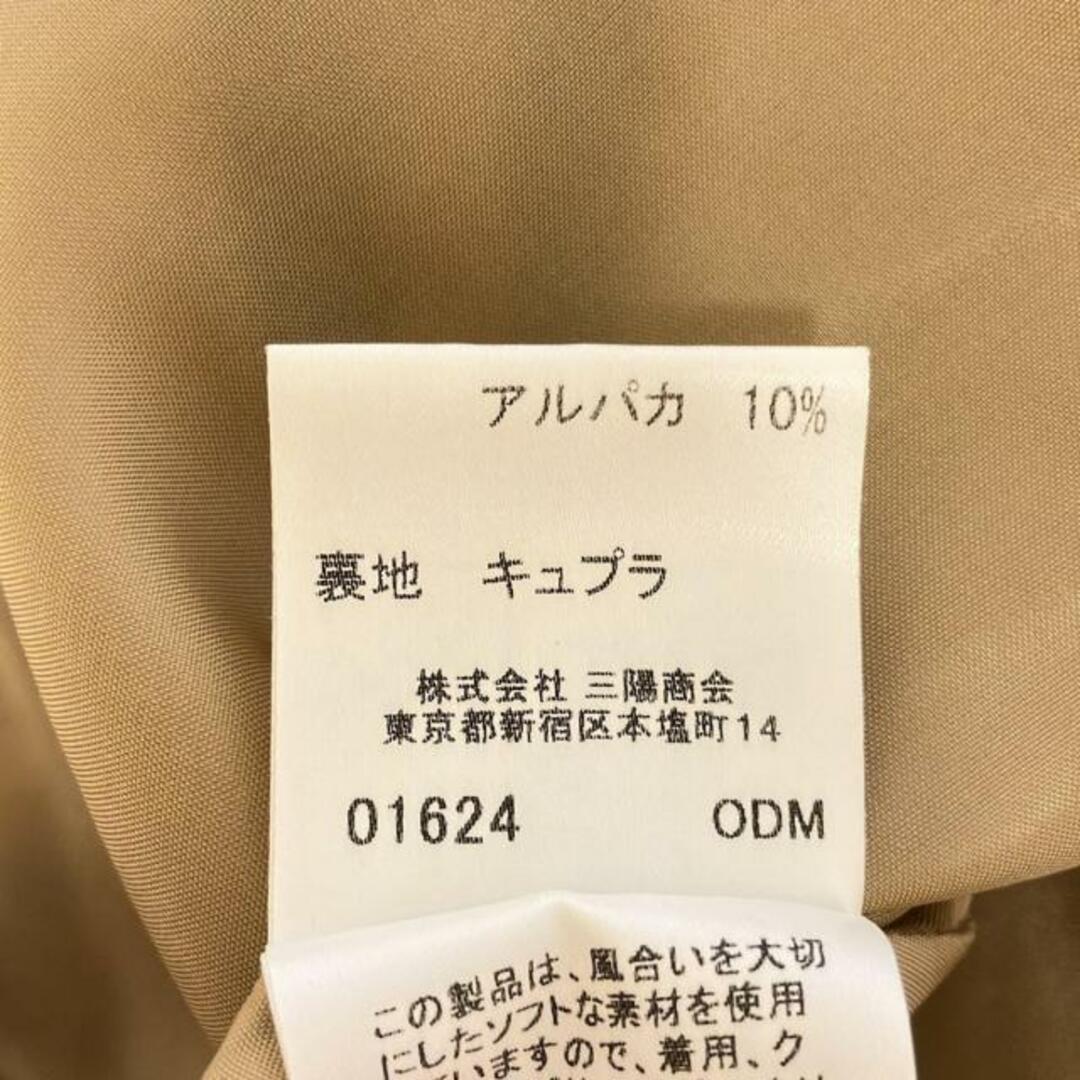 アルパカ 10%
裏地 キュプラ
株式会社 三陽商会
東京都新宿区本塩町14
01624 ODM
この製品は、風合いを大切
にしたソフトな素材を使用
していますので、着用、ク